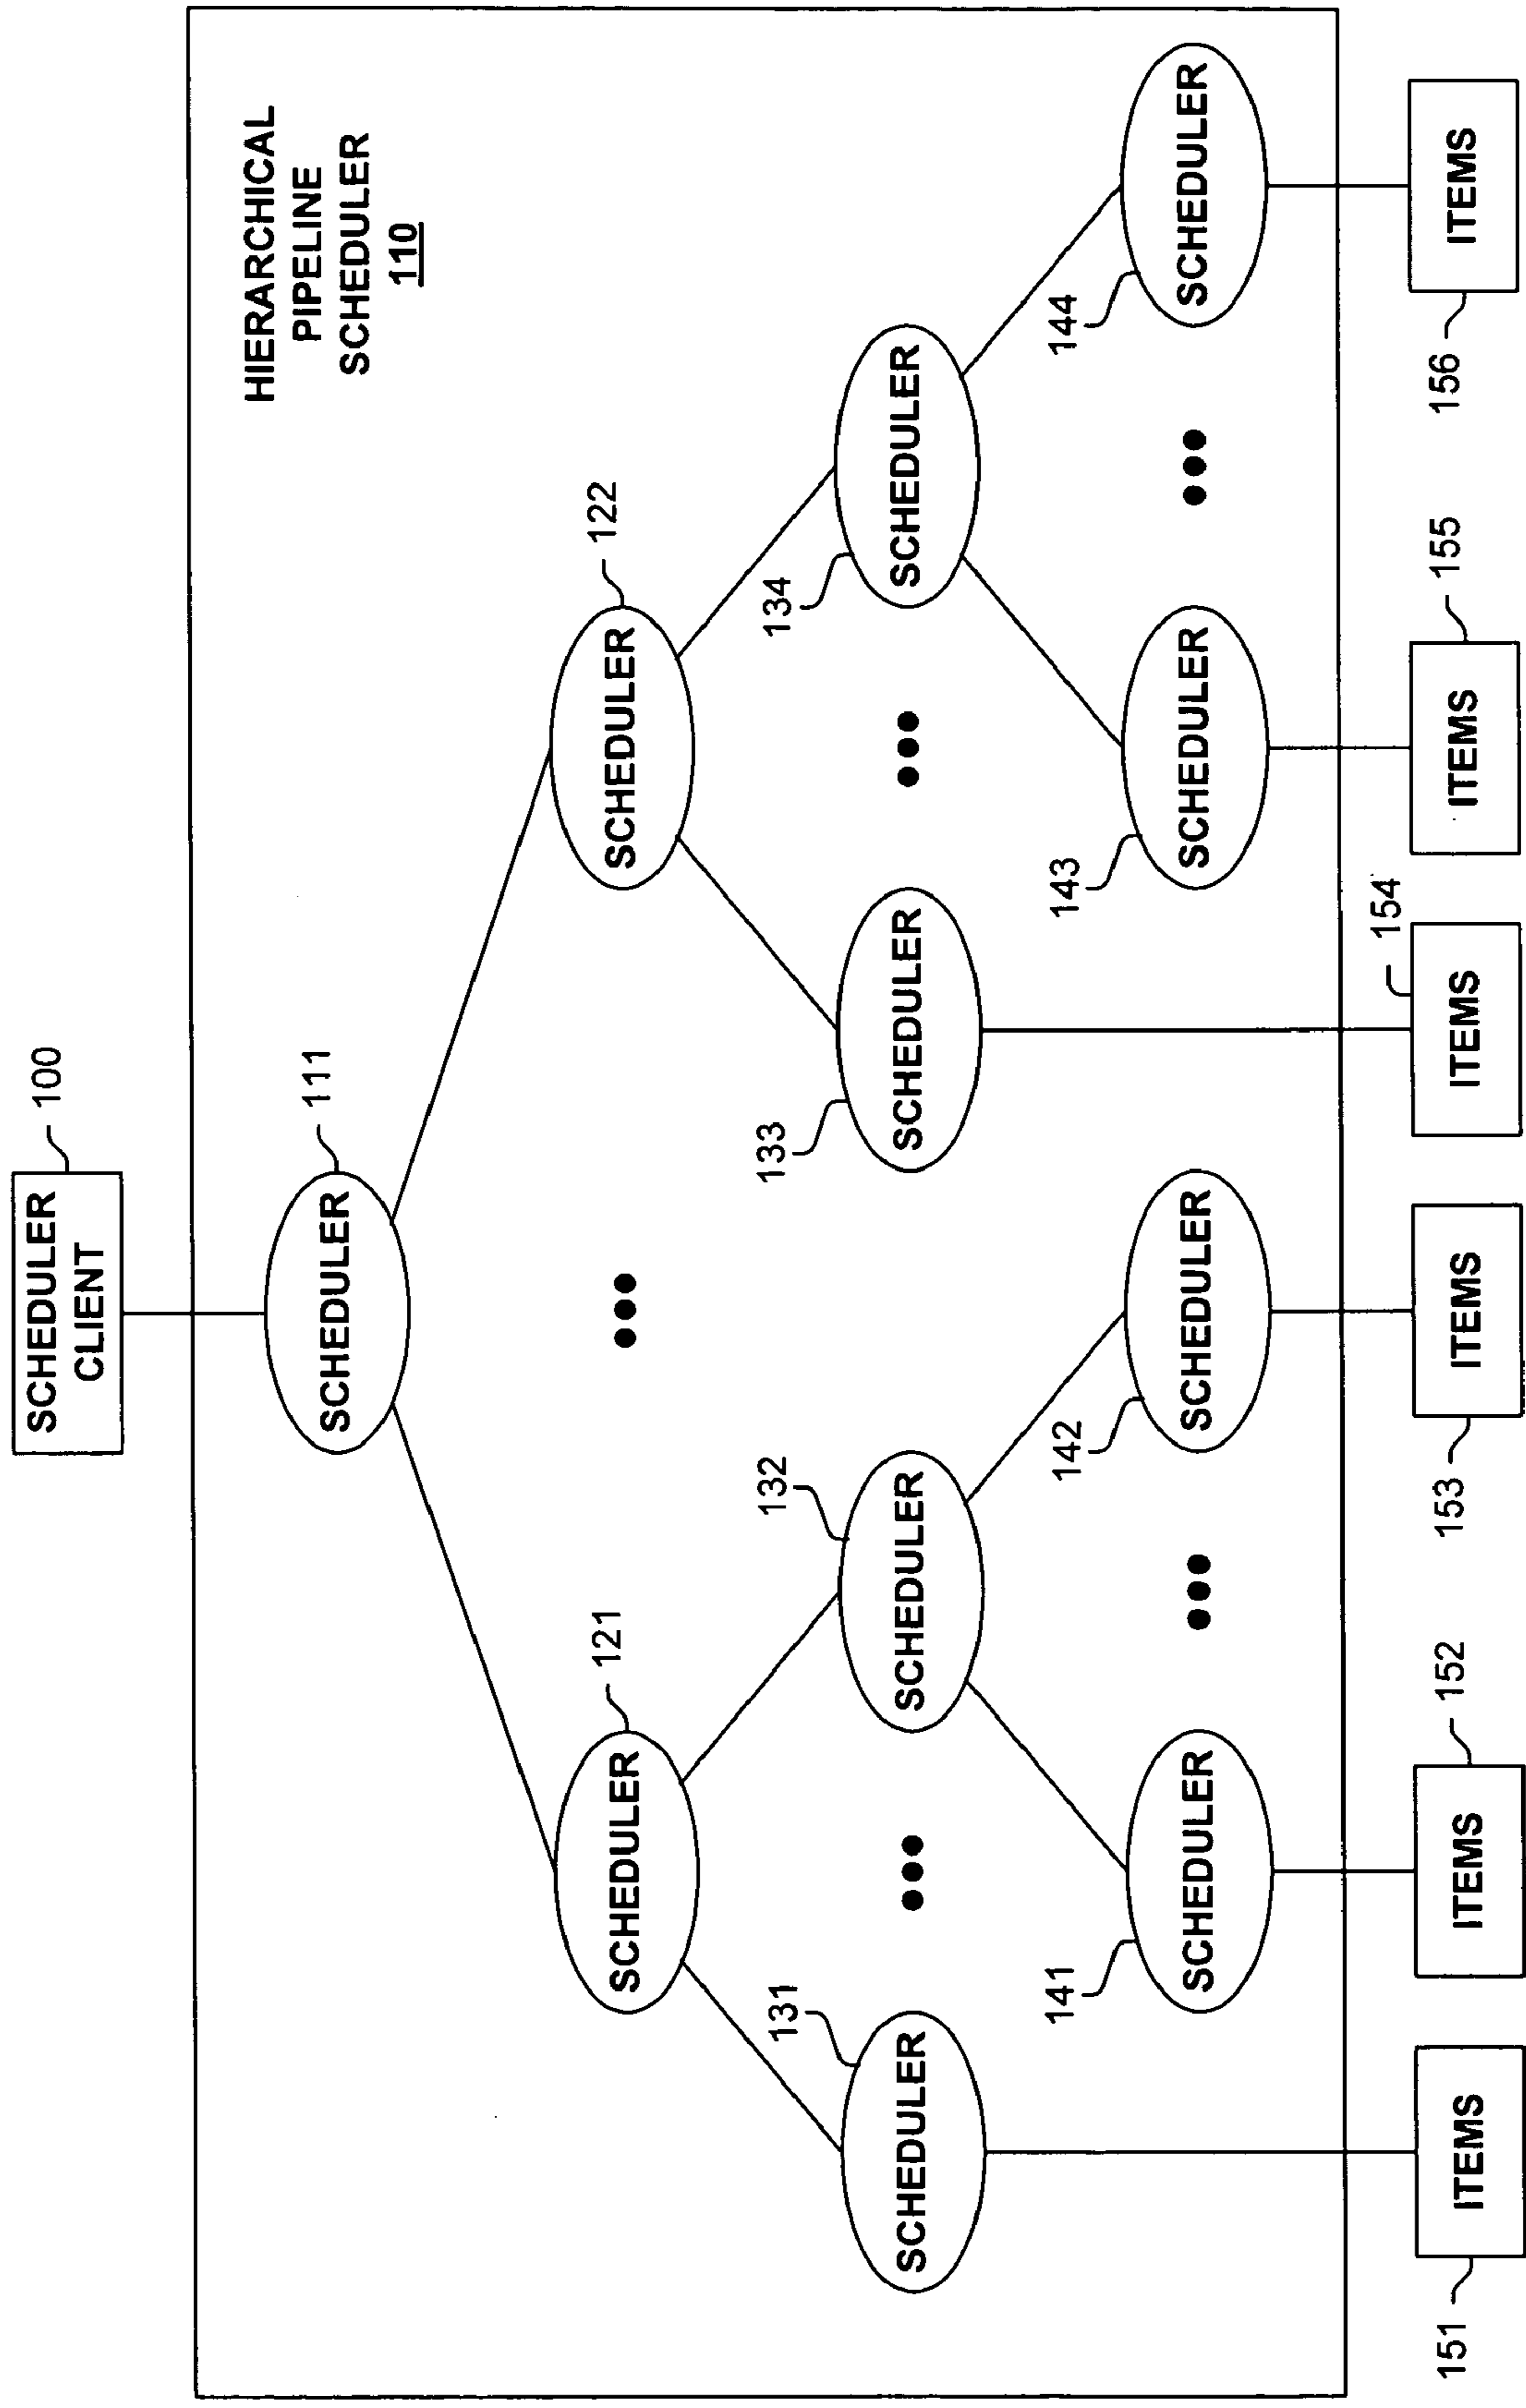 SCHEDULER
CLIENT
100
HIERARCHICAL
PIPELINE
SCHEDULER
110
SCHEDULER
111
SCHEDULER
121
SCHEDULER
122
SCHEDULER
131
SCHEDULER
132
SCHEDULER
133
SCHEDULER
134
SCHEDULER
141
SCHEDULER
142
SCHEDULER
143
SCHEDULER
144
ITEMS
151
ITEMS
152
ITEMS
153
ITEMS
154
ITEMS
155
ITEMS
156